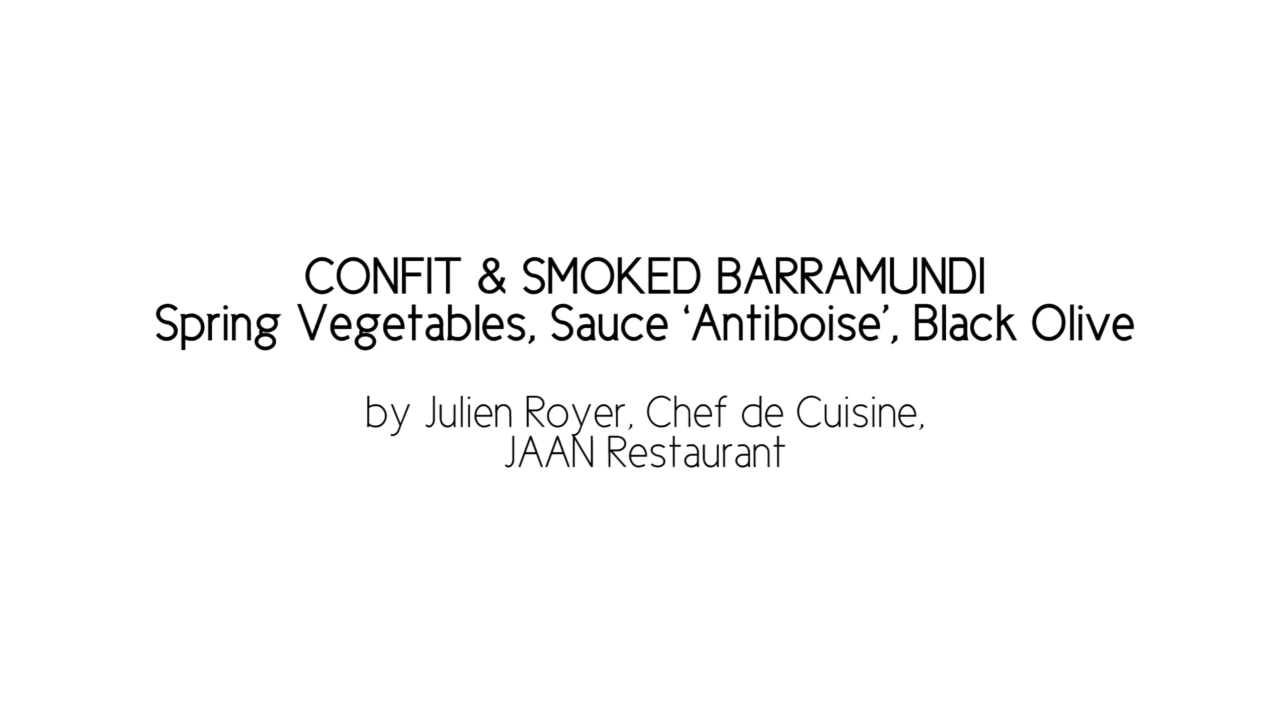 CONFIT & SMOKED BARRAMUNDI
Spring Vegetables, Sauce ‘Antiboise’, Black Olive
by Julien Royer, Chef de Cuisine,
JAAN Restaurant